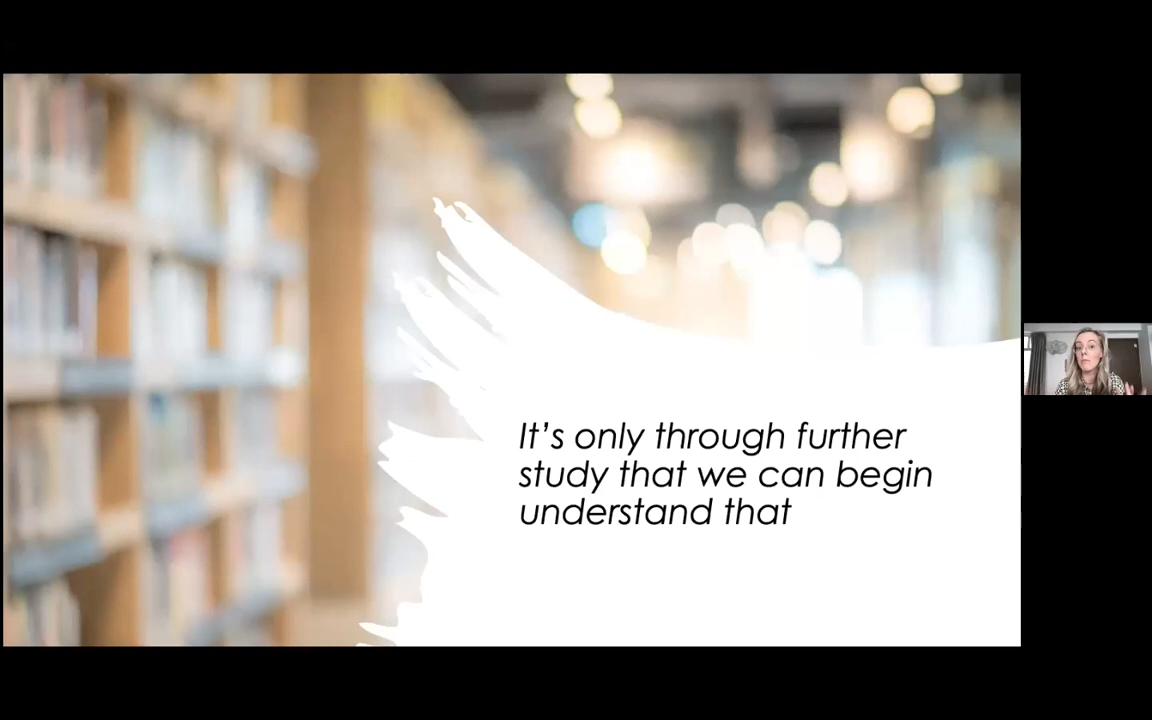 It’s only through further
study that we can begin
understand that